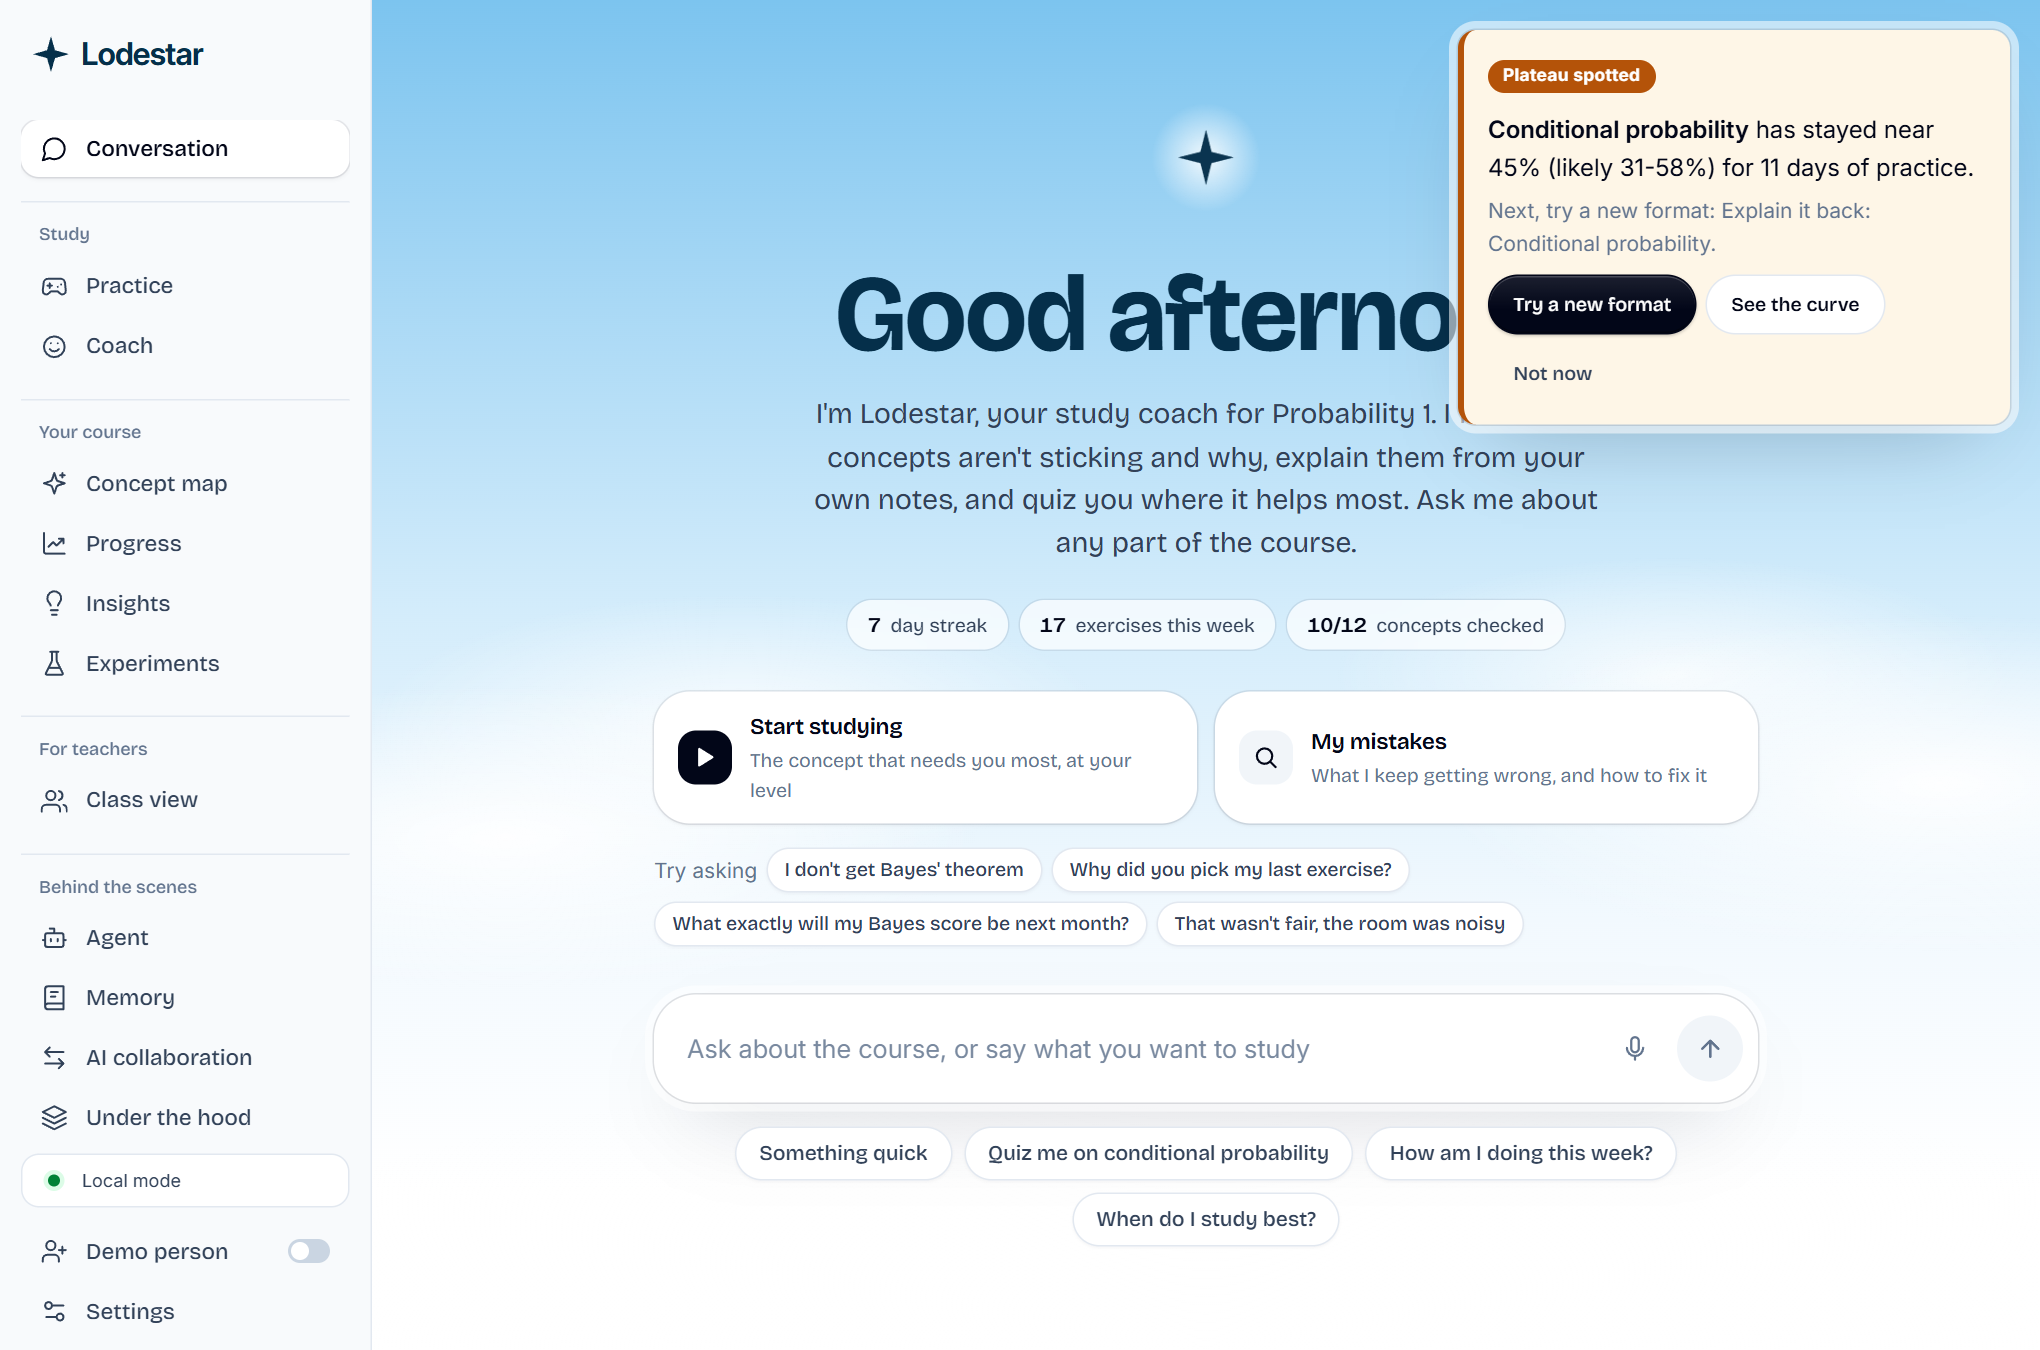 Lodestar
Conversation
Study
Practice
Coach
Your course
Concept map
Progress
Insights
Experiments
For teachers
Class view
Behind the scenes
Agent
Memory
AI collaboration
Under the hood
Local mode
Demo person
Settings
Plateau spotted
Conditional probability has stayed near
45% (likely 31-58%) for 11 days of practice.
Next, try a new format: Explain it back:
Conditional probability.
Try a new format
See the curve
Not now
Good afterno
I'm Lodestar, your study coach for Probability 1. I
concepts aren't sticking and why, explain them from your
own notes, and quiz you where it helps most. Ask me about
any part of the course.
7 day streak
17 exercises this week
10/12 concepts checked
Start studying
The concept that needs you most, at your
level
My mistakes
What I keep getting wrong, and how to fix it
Try asking
I don't get Bayes' theorem
Why did you pick my last exercise?
What exactly will my Bayes score be next month?
That wasn't fair, the room was noisy
Ask about the course, or say what you want to study
Something quick
Quiz me on conditional probability
How am I doing this week?
When do I study best?